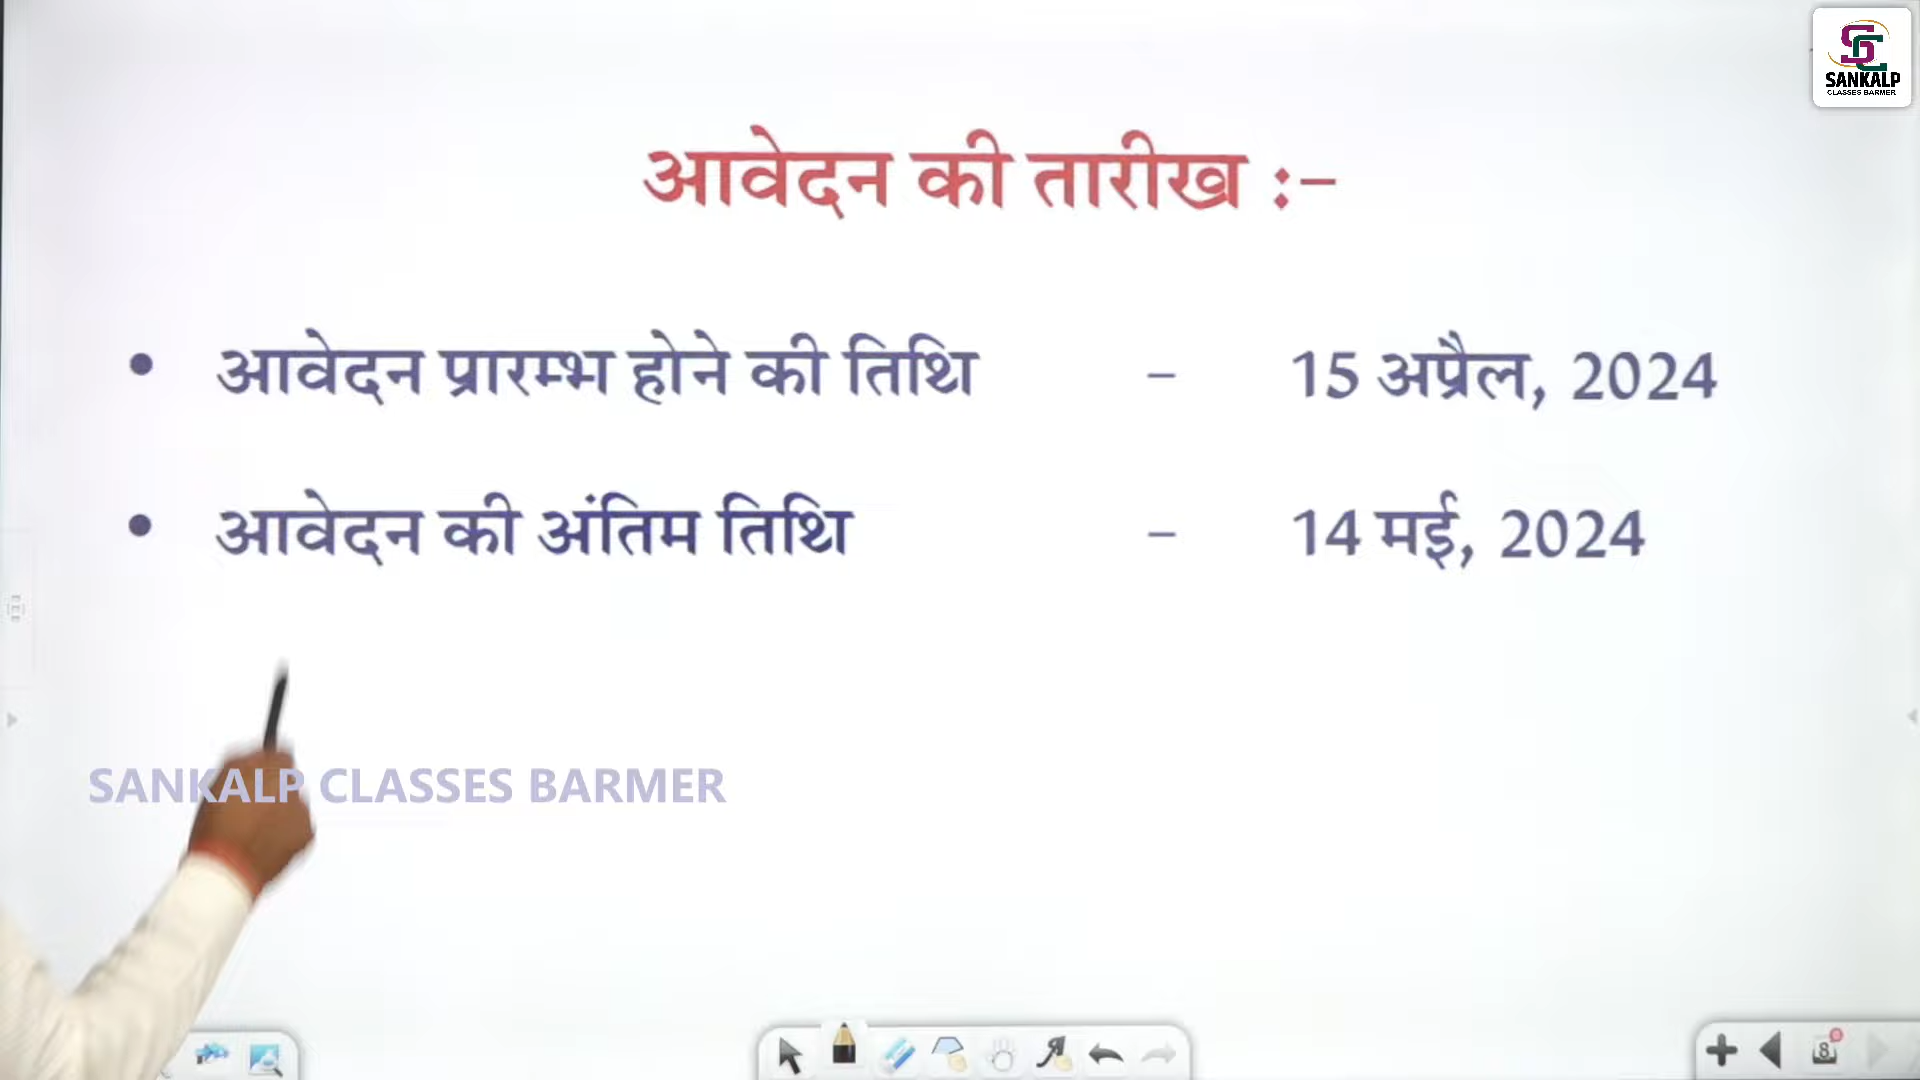 SANKALP
CLASSES BARMER
आवेदन की तारीख :-
• आवेदन प्रारम्भ होने की तिथि - 15 अप्रैल, 2024
• आवेदन की अंतिम तिथि - 14 मई, 2024
SANKALP CLASSES BARMER
8